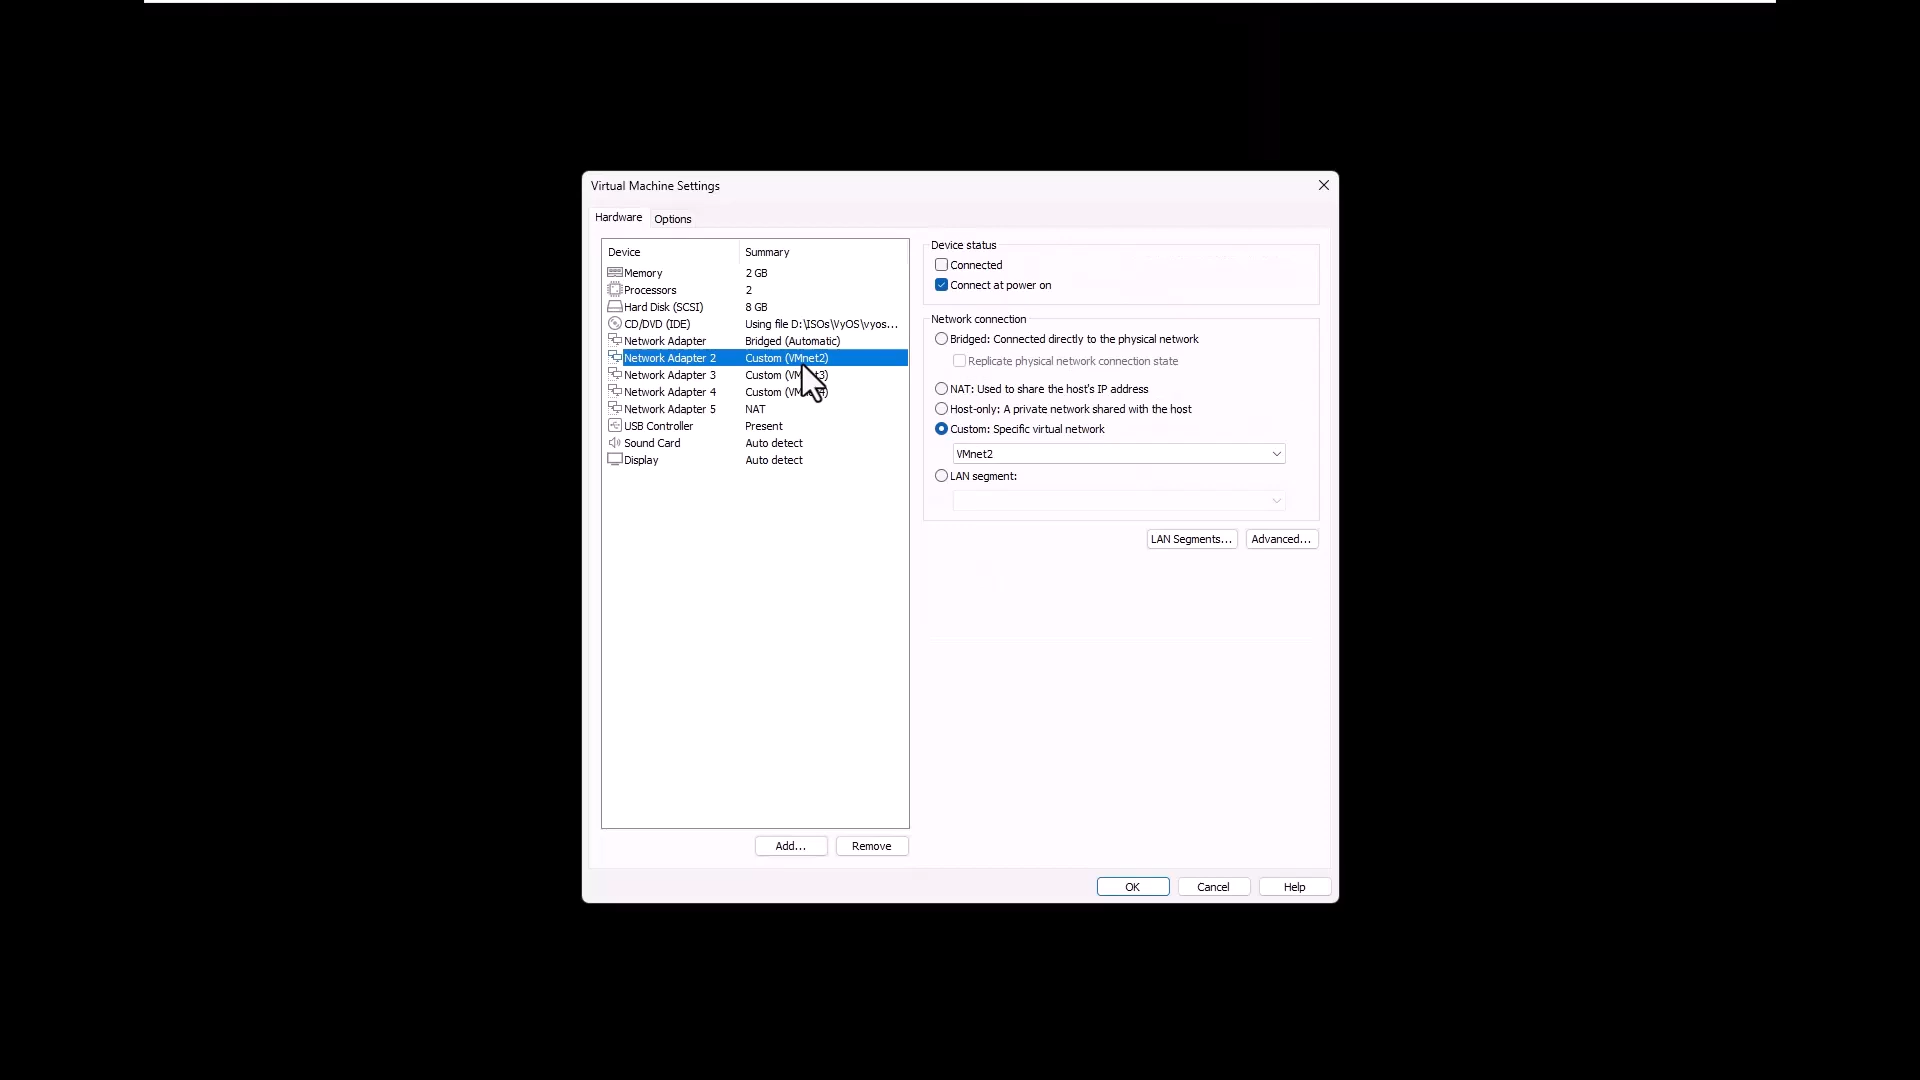 Virtual Machine Settings
Hardware Options
Device Summary
Memory 2 GB
Processors 2
Hard Disk (SCSI) 8 GB
CD/DVD (IDE) Using file D:\ISOs\VyOS\vyos...
Network Adapter Bridged (Automatic)
Network Adapter 2 Custom (VMnet2)
Network Adapter 3 Custom
Network Adapter 4 Custom
Network Adapter 5 NAT
USB Controller Present
Sound Card Auto detect
Display Auto detect
Add... Remove
Device status
Connected
Connect at power on
Network connection
Bridged: Connected directly to the physical network
Replicate physical network connection state
NAT: Used to share the host's IP address
Host-only: A private network shared with the host
Custom: Specific virtual network
VMnet2
LAN segment:
LAN Segments... Advanced...
OK Cancel Help